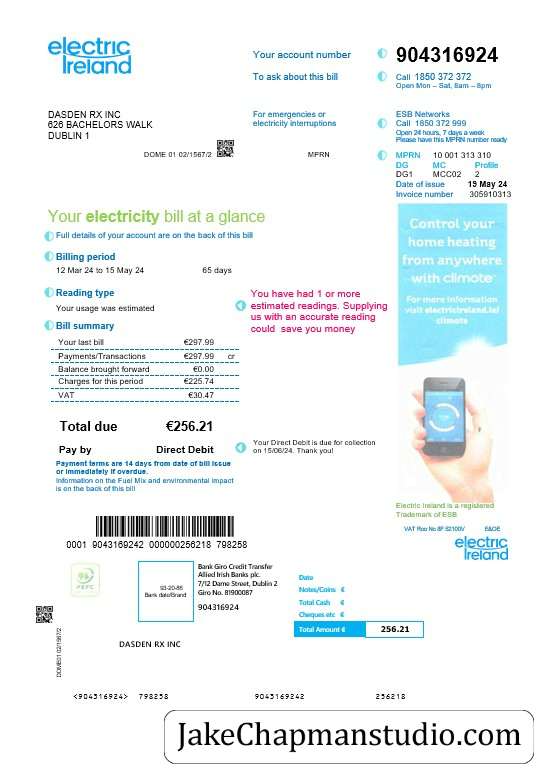 electric
Ireland
Your account number 904316924
To ask about this bill Call 1850 372 372
Open Mon – Sat, 8am – 8pm
DASDEN RX INC
626 BACHELORS WALK
DUBLIN 1
For emergencies or
electricity interruptions
ESB Networks
Call 1850 372 999
Open 24 hours, 7 days a week
Please have this MPRN number ready
DOME 01 02/1567/2
MPRN
MPRN 10 001 313 310
DG MC Profile
DG1 MCC02 2
Date of issue 19 May 24
Invoice number 305910313
Your electricity bill at a glance
Full details of your account are on the back of this bill
Billing period
12 Mar 24 to 15 May 24 65 days
Reading type
Your usage was estimated
You have had 1 or more
estimated readings. Supplying
us with an accurate reading
could save you money
Bill summary
Your last bill €297.99
Payments/Transactions €297.99 cr
Balance brought forward €0.00
Charges for this period €225.74
VAT €30.47
Total due €256.21
Pay by Direct Debit
Your Direct Debit is due for collection
on 15/06/24. Thank you!
Payment terms are 14 days from date of bill issue
or immediately if overdue.
Information on the Fuel Mix and environmental impact
is on the back of this bill
Control your
home heating
from anywhere
with climote
For more information
visit electricireland.ie/
climote
Electric Ireland is a registered
Trademark of ESB
E&OE
electric
Ireland
0001 9043169242 000000256218 798258
PEFC
93-20-86
Bank date/Brand
Bank Giro Credit Transfer
Allied Irish Banks plc.
7/12 Dame Street, Dublin 2
Giro No. 81900087
904316924
Date
Notes/Coins €
Total Cash €
Cheques etc €
Total Amount € 256.21
DOME01 02/1567/2
DASDEN RX INC
<904316924> 798258 9043169242 256218
JakeChapmanstudio.com